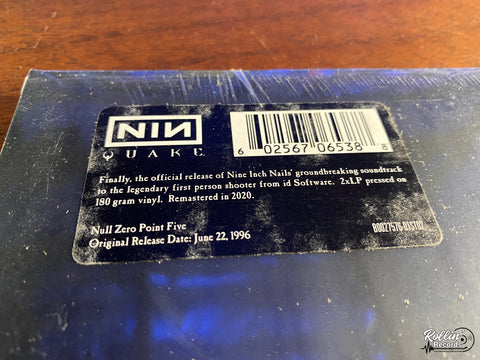 NIN
QUAKE
6 02567 06538 8
Finally, the official release of Nine Inch Nails' groundbreaking soundtrack
to the legendary first person shooter from id Software. 2xLP pressed on
180 gram vinyl. Remastered in 2020.
Null Zero Point Five
Original Release Date: June 22, 1996
Rollin'
Records